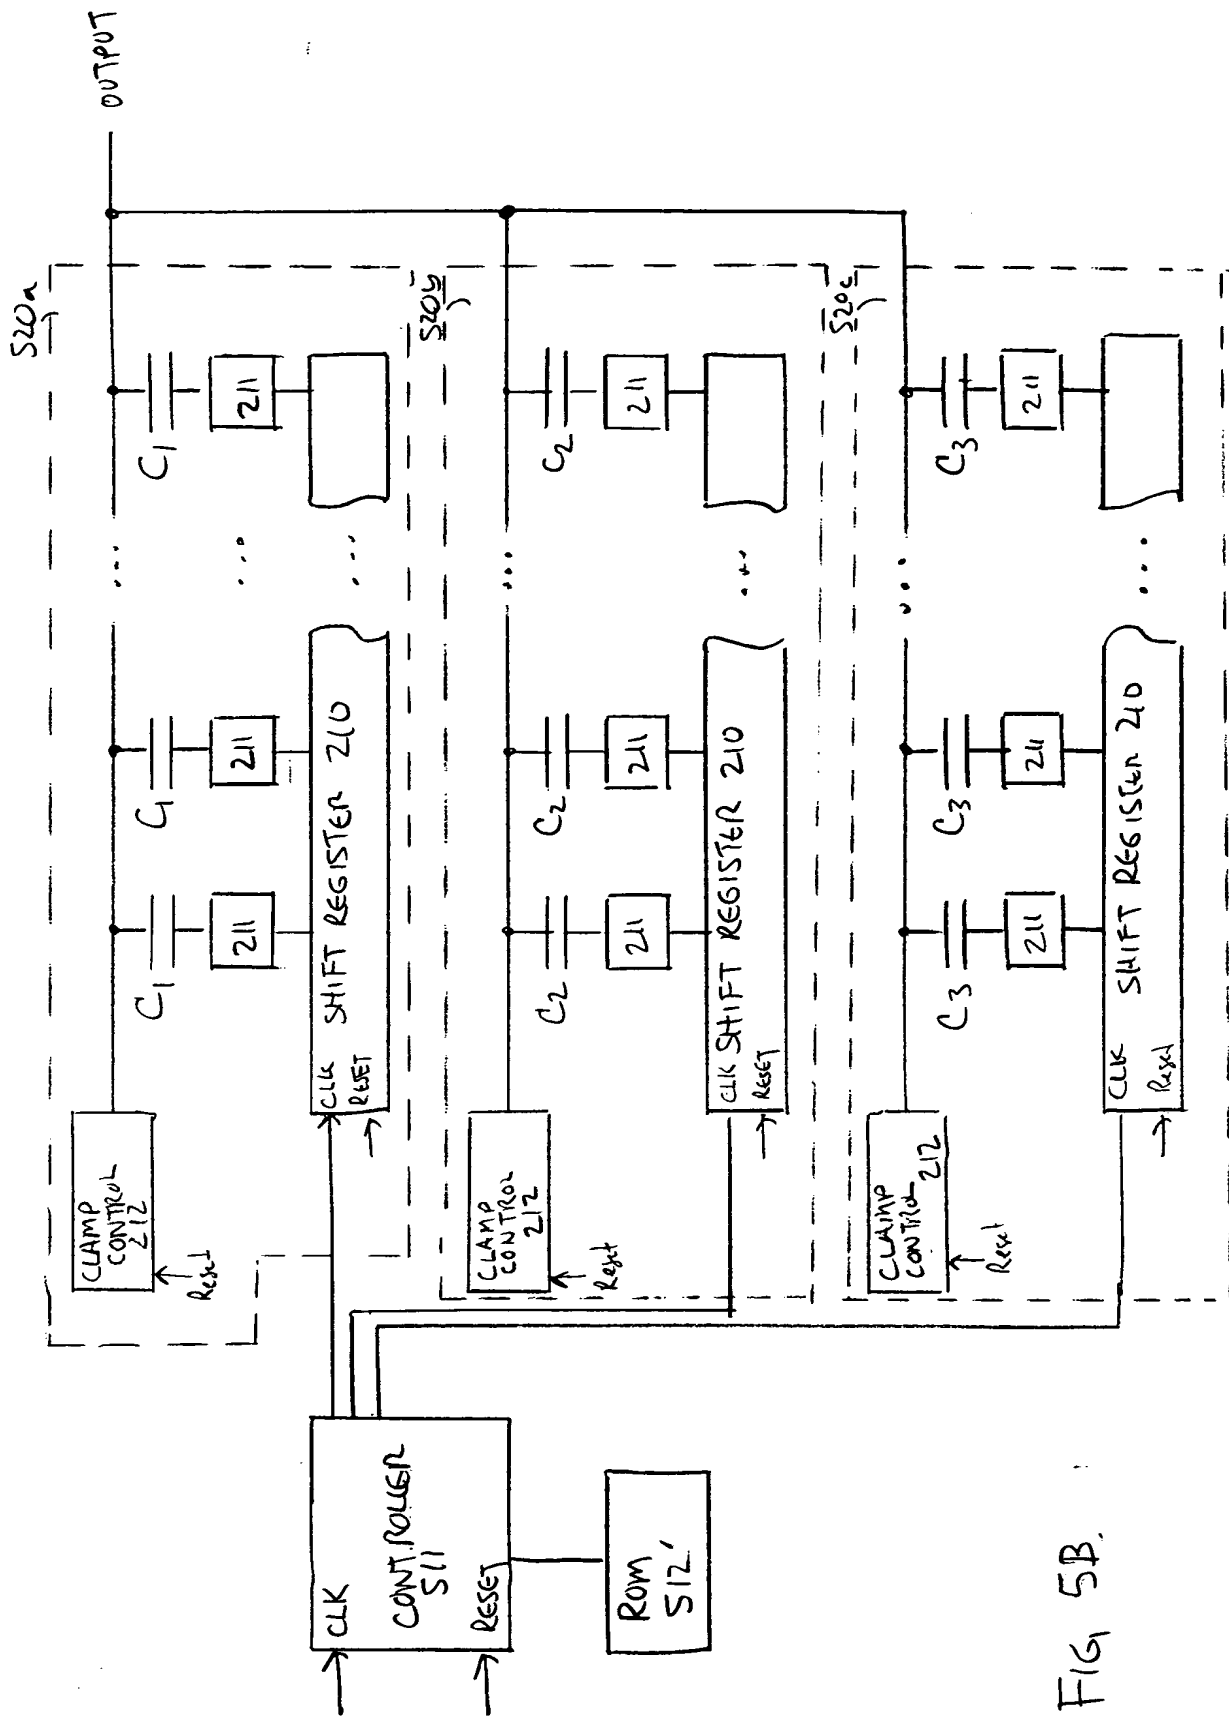 OUTPUT
520a
CLAMP
CONTROL
212
Reset
C1
C1
...
C1
211
211
...
211
CLK
RESET
SHIFT REGISTER 210
...
520b
CLAMP
CONTROL
212
Reset
C2
C2
...
C2
211
211
211
CLK
RESET
SHIFT REGISTER 210
...
520c
CLAMP
CONTROL
212
Reset
C3
C3
...
C3
211
211
211
CLK
Reset
SHIFT REGISTER 210
...
CLK
CONTROLLER
511
RESET
ROM
512'
FIG 5B.